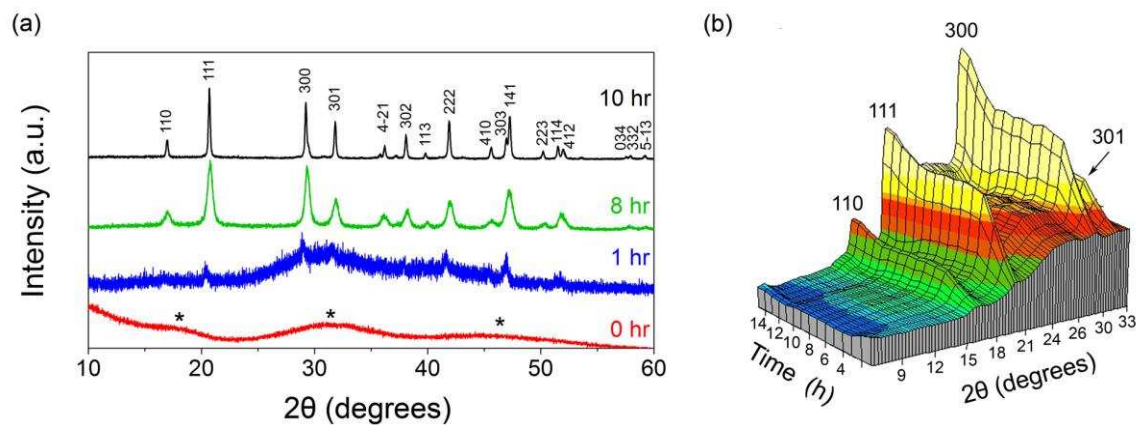 (a)
Intensity (a.u.)
110
111
300
301
4-21
302
113
222
410
303
141
223
114
412
034
332
5-13
10 hr
8 hr
1 hr
0 hr
* * *
10 20 30 40 50 60
2θ (degrees)
(b)
300
111
301
110
14 12 10 8 6 4
Time (h)
9 12 15 18 21 24 27 30 33
2θ (degrees)